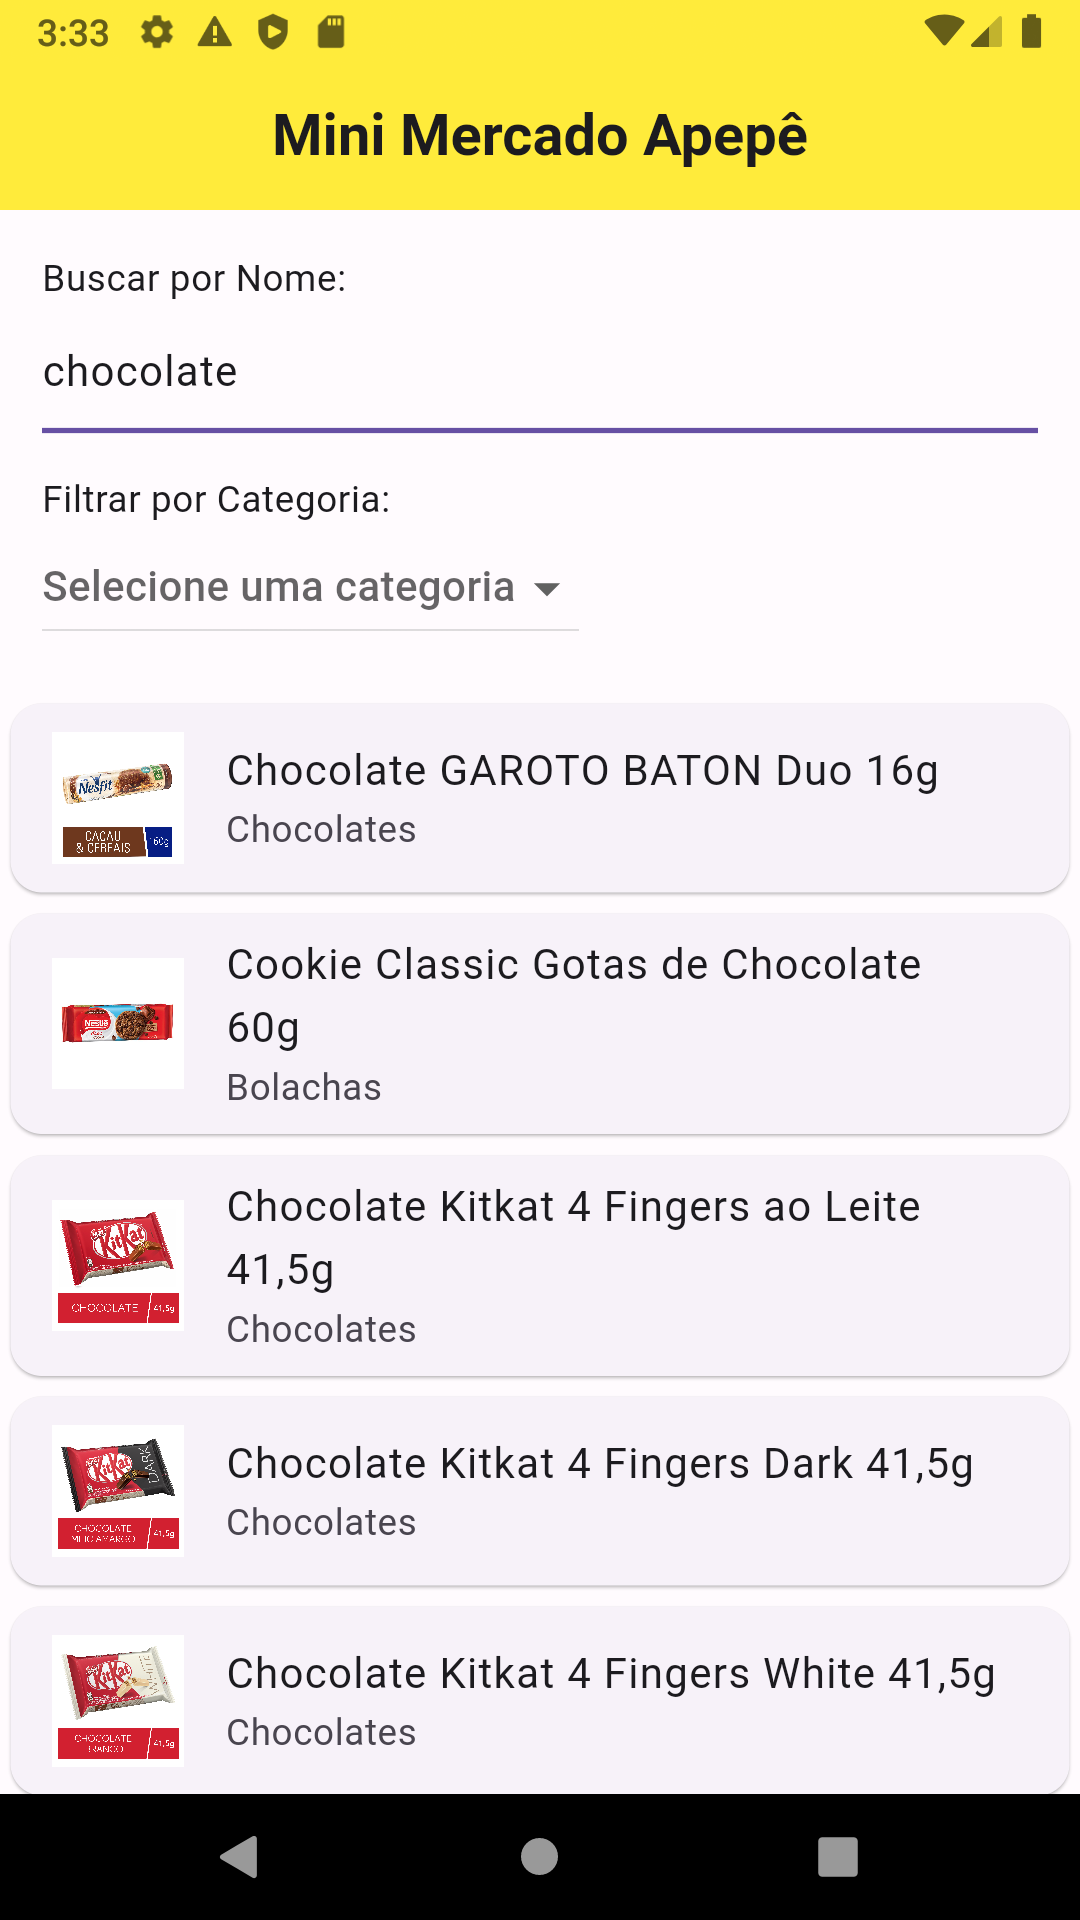 3:33
Mini Mercado Apepê
Buscar por Nome:
chocolate
Filtrar por Categoria:
Selecione uma categoria
Nesfit
CACAU
& CEREAIS
160g
Chocolate GAROTO BATON Duo 16g
Chocolates
Nestlé
Cookie Classic Gotas de Chocolate
60g
Bolachas
KitKat
CHOCOLATE
41,5g
Chocolate Kitkat 4 Fingers ao Leite
41,5g
Chocolates
KitKat
DARK
CHOCOLATE
MEIO AMARGO
41,5g
Chocolate Kitkat 4 Fingers Dark 41,5g
Chocolates
KitKat
WHITE
CHOCOLATE
BRANCO
41,5g
Chocolate Kitkat 4 Fingers White 41,5g
Chocolates